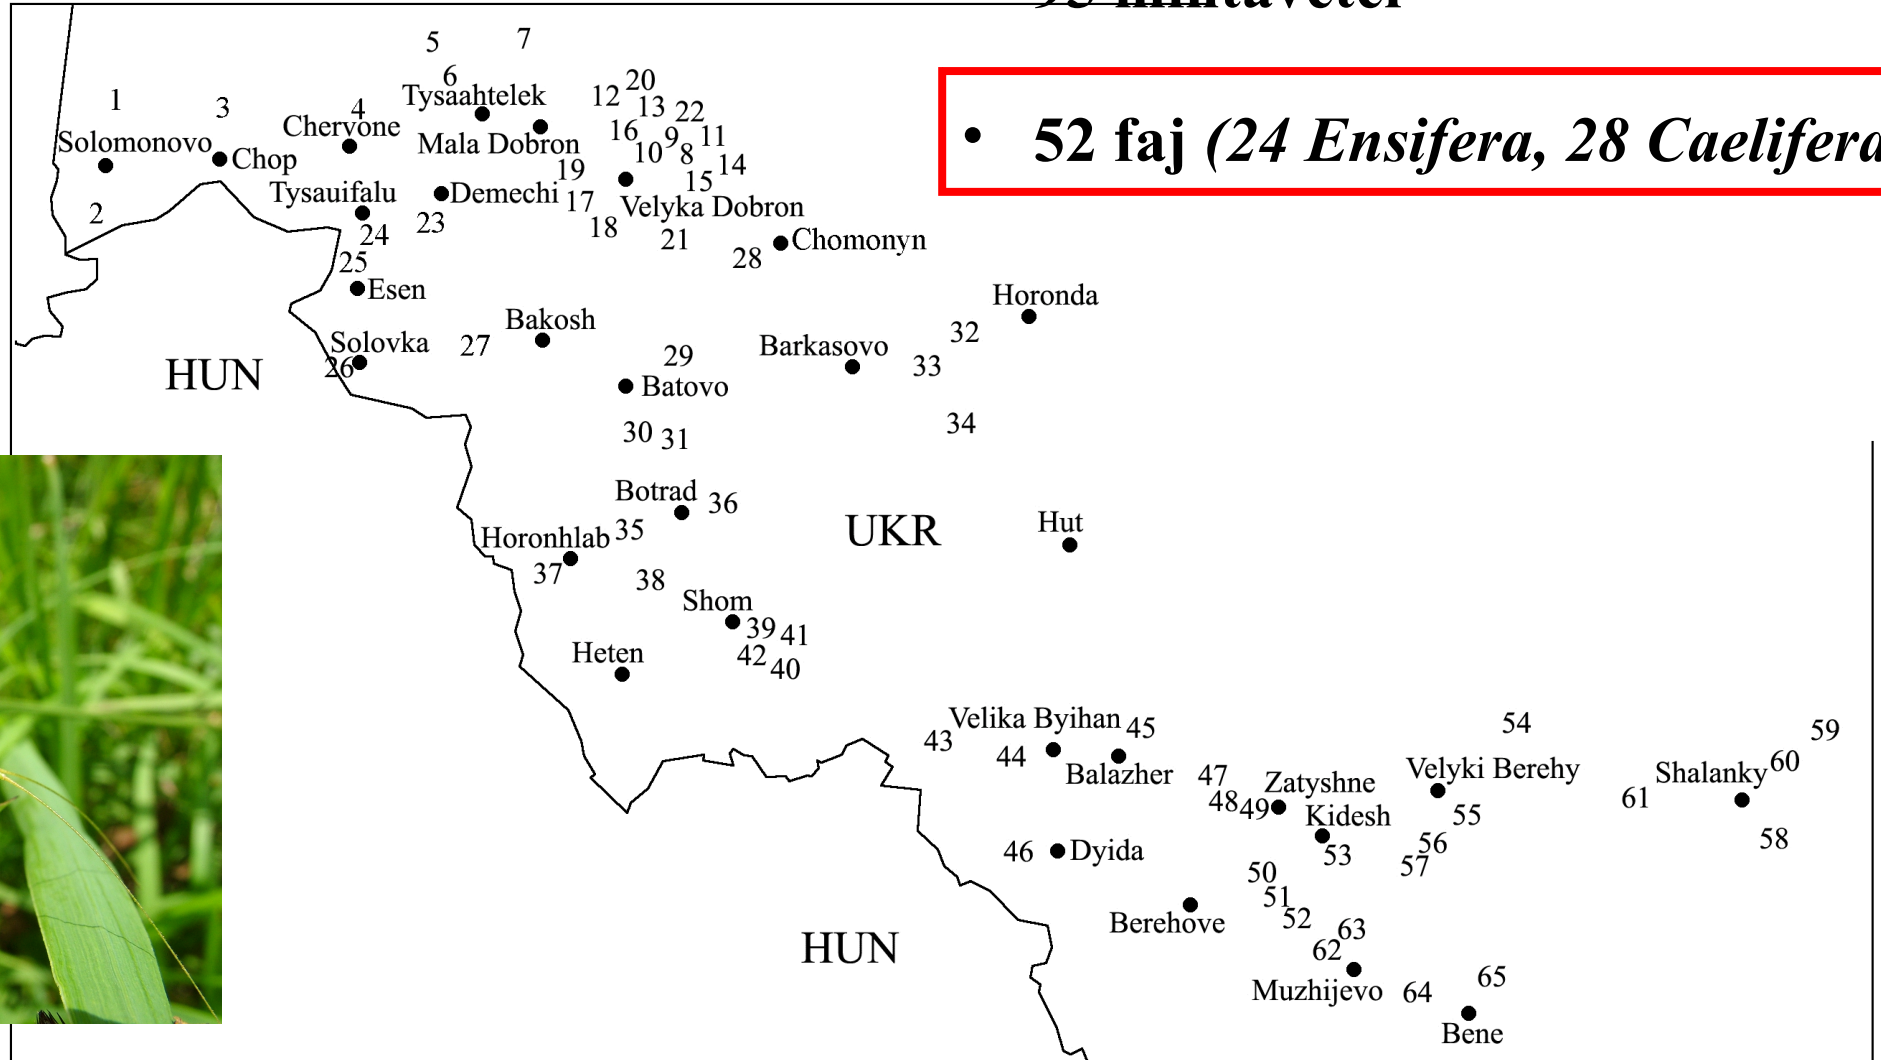 • 52 faj (24 Ensifera, 28 Caelifera
5 7
6 20
Tysaahtelek 12
1 3 4 13 22
Chervone 16 9 11
Solomonovo Mala Dobron 10 8
Chop 19 14
Tysauifalu Demechi 17 15
2 23 18 Velyka Dobron
24 21 Chomonyn
25 28
Esen Horonda
Bakosh 32
Solovka 27 29 Barkasovo
26 33
HUN Batovo
30 31 34
Botrad 36
Horonhlab 35 UKR Hut
37 38
Shom
39 41
Heten 42 40
Velika Byihan 45 54 59
43 44
Balazher 47 Zatyshne Velyki Berehy Shalanky 60
48 49 Kidesh 55 61
46 Dyida 53 56 58
50 57
51
Berehove 52 63
HUN 62
Muzhijevo 64 65
Bene